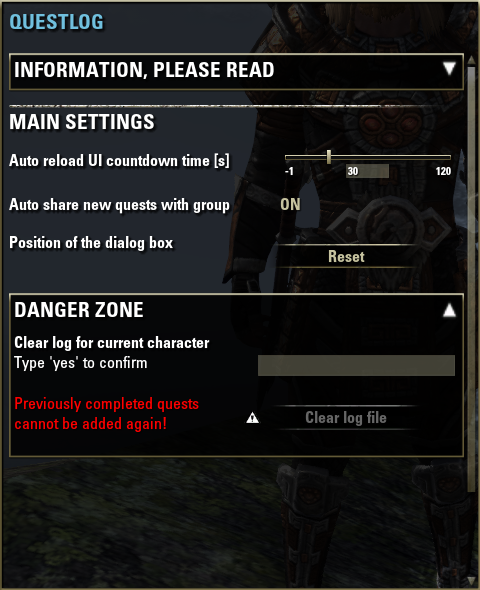 QUESTLOG
INFORMATION, PLEASE READ
MAIN SETTINGS
Auto reload UI countdown time [s]
-1 30 120
Auto share new quests with group ON
Position of the dialog box
Reset
DANGER ZONE
Clear log for current character
Type 'yes' to confirm
Previously completed quests
cannot be added again!
Clear log file